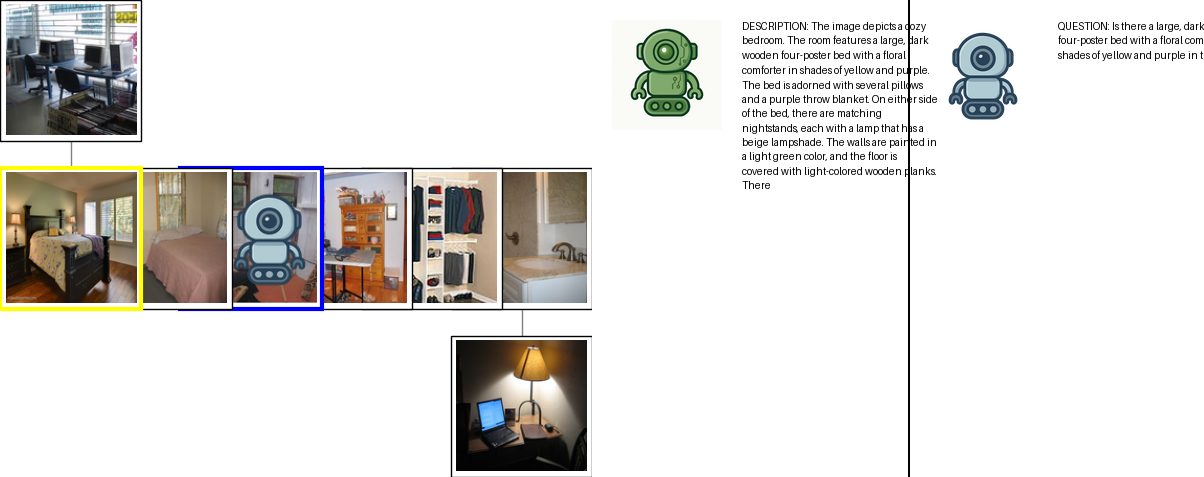 DESCRIPTION: The image depicts a cozy
bedroom. The room features a large, dark
wooden four-poster bed with a floral
comforter in shades of yellow and purple.
The bed is adorned with several pillows
and a purple throw blanket. On either side
of the bed, there are matching
nightstands, each with a lamp that has a
beige lampshade. The walls are painted in
a light green color, and the floor is
covered with light-colored wooden planks.
There
QUESTION: Is there a large, dark
four-poster bed with a floral com
shades of yellow and purple in t